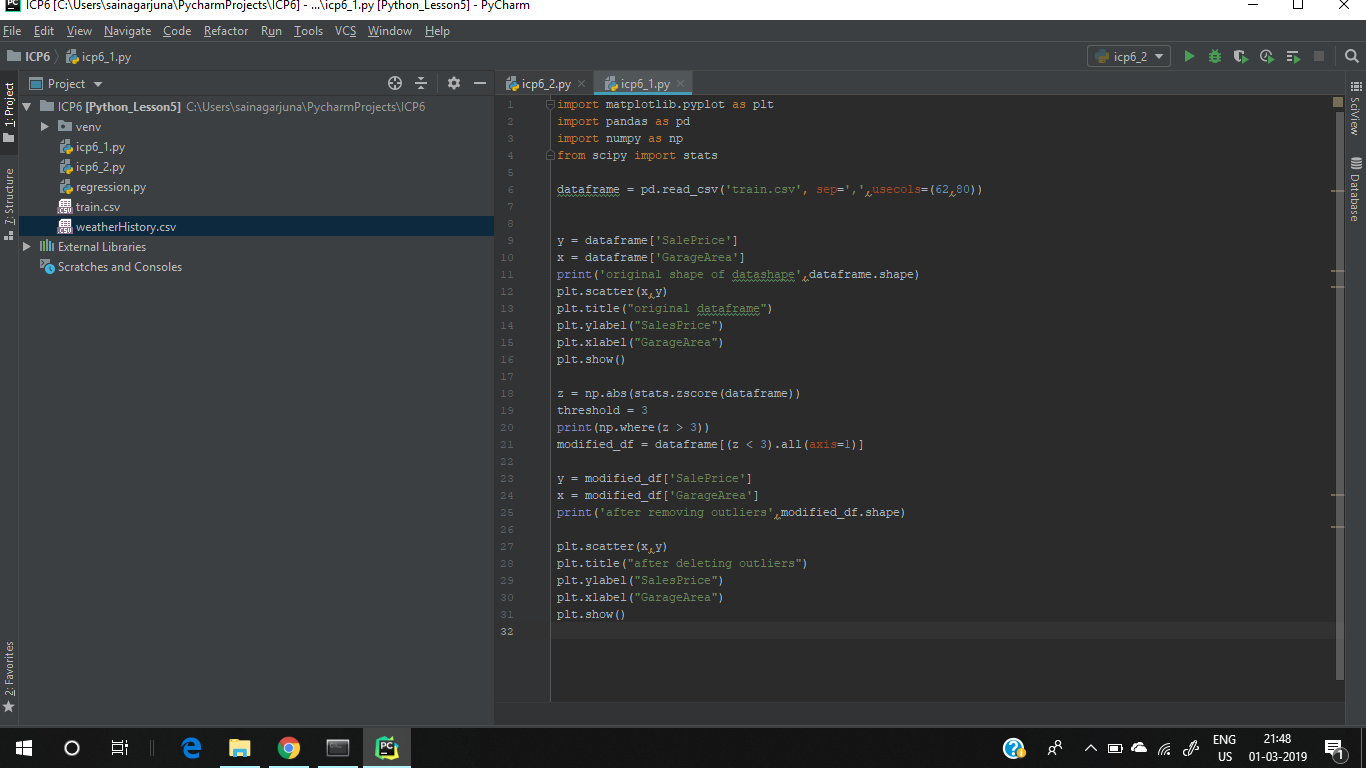 ICP6 [C:\Users\sainagarjuna\PycharmProjects\ICP6] - ...\icp6_1.py [Python_Lesson5] - PyCharm
File Edit View Navigate Code Refactor Run Tools VCS Window Help
ICP6 icp6_1.py icp6_2
Project
icp6_2.py icp6_1.py
1: Project
7: Structure
2: Favorites
ICP6 [Python_Lesson5] C:\Users\sainagarjuna\PycharmProjects\ICP6
venv
icp6_1.py
icp6_2.py
regression.py
train.csv
weatherHistory.csv
External Libraries
Scratches and Consoles
1 import matplotlib.pyplot as plt
2 import pandas as pd
3 import numpy as np
4 from scipy import stats
5
6 dataframe = pd.read_csv('train.csv', sep=',',usecols=(62,80))
7
8
9 y = dataframe['SalePrice']
10 x = dataframe['GarageArea']
11 print('original shape of datashape',dataframe.shape)
12 plt.scatter(x,y)
13 plt.title("original dataframe")
14 plt.ylabel("SalesPrice")
15 plt.xlabel("GarageArea")
16 plt.show()
17
18 z = np.abs(stats.zscore(dataframe))
19 threshold = 3
20 print(np.where(z > 3))
21 modified_df = dataframe[(z < 3).all(axis=1)]
22
23 y = modified_df['SalePrice']
24 x = modified_df['GarageArea']
25 print('after removing outliers',modified_df.shape)
26
27 plt.scatter(x,y)
28 plt.title("after deleting outliers")
29 plt.ylabel("SalesPrice")
30 plt.xlabel("GarageArea")
31 plt.show()
32
SciView
Database
PC
ENG
US
21:48
01-03-2019
1